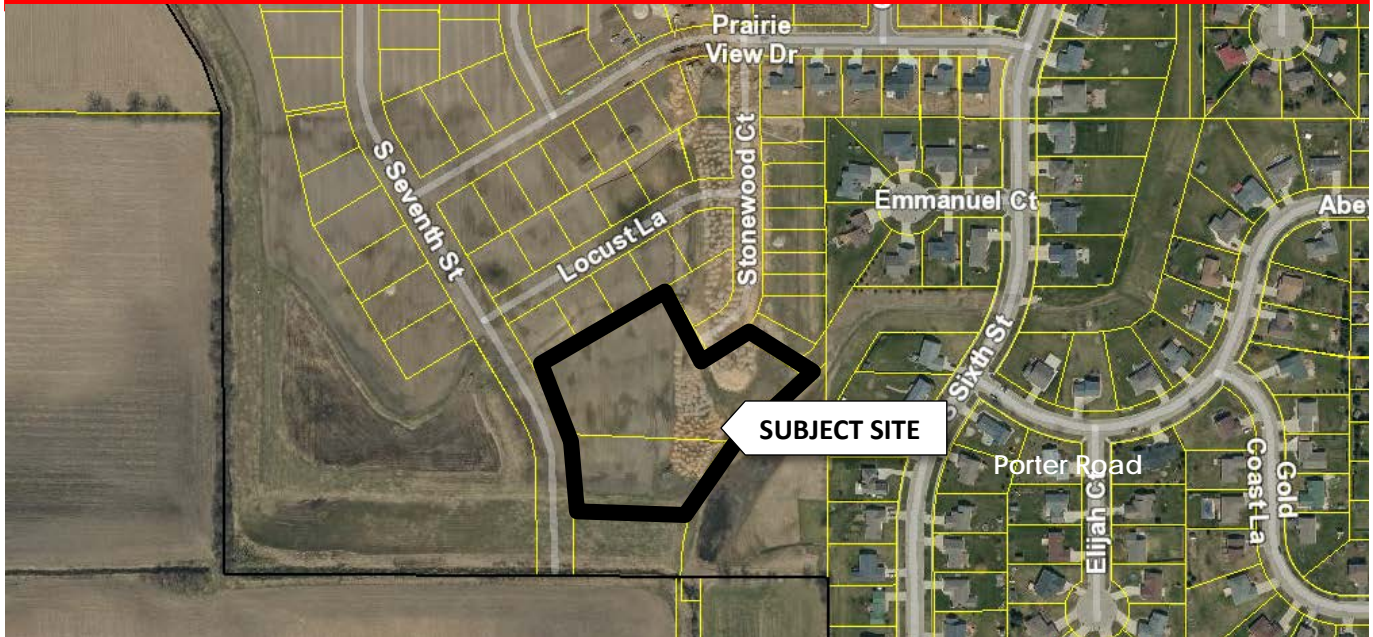 Prairie
View Dr
S Seventh St
Stonewood Ct
Locust La
Emmanuel Ct
Abey
Sixth St
SUBJECT SITE
Porter Road
Elijah Ct
Gold
Coast La